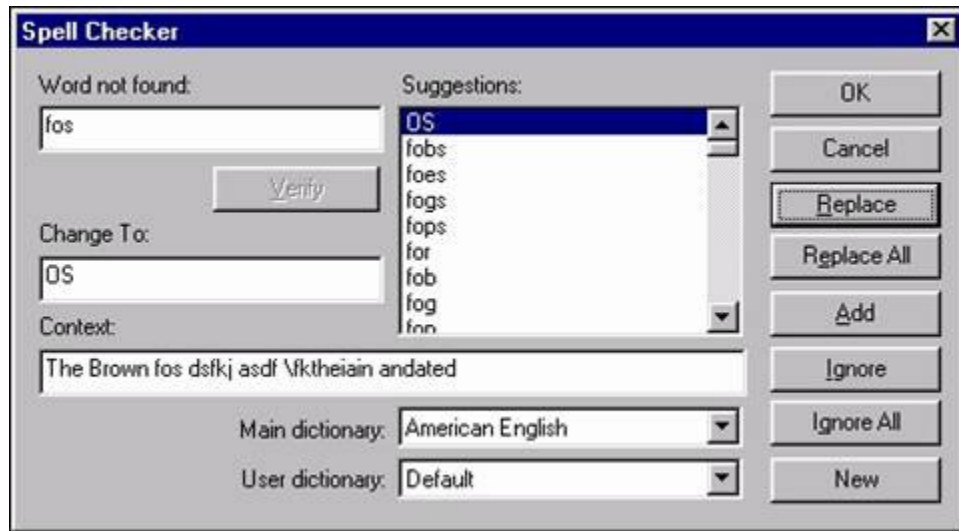 Spell Checker
Word not found:
fos
Verify
Change To:
OS
Suggestions:
OS
fobs
foes
fogs
fops
for
fob
fog
Context:
The Brown fos dsfkj asdf \fktheiain andated
Main dictionary: American English
User dictionary: Default
OK
Cancel
Replace
Replace All
Add
Ignore
Ignore All
New